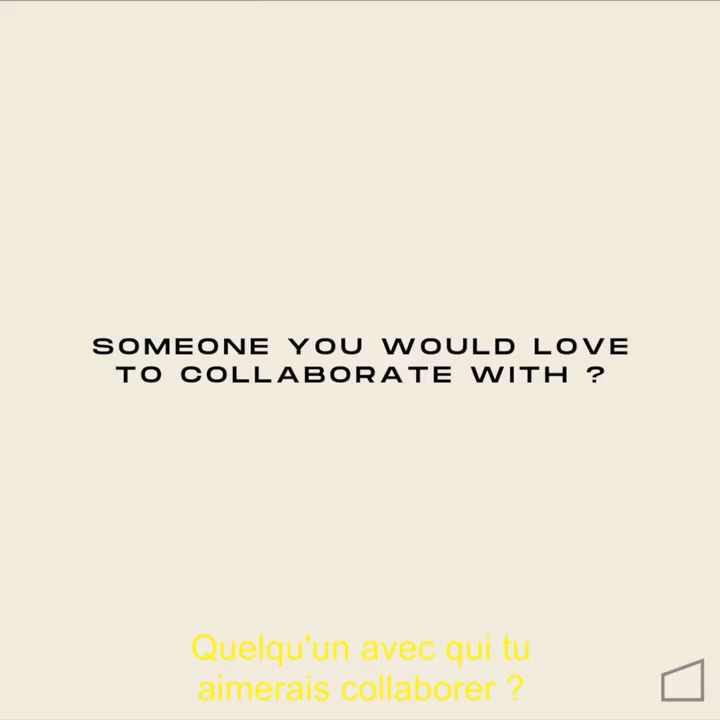 SOMEONE YOU WOULD LOVE
TO COLLABORATE WITH ?
Quelqu'un avec qui tu
aimerais collaborer ?